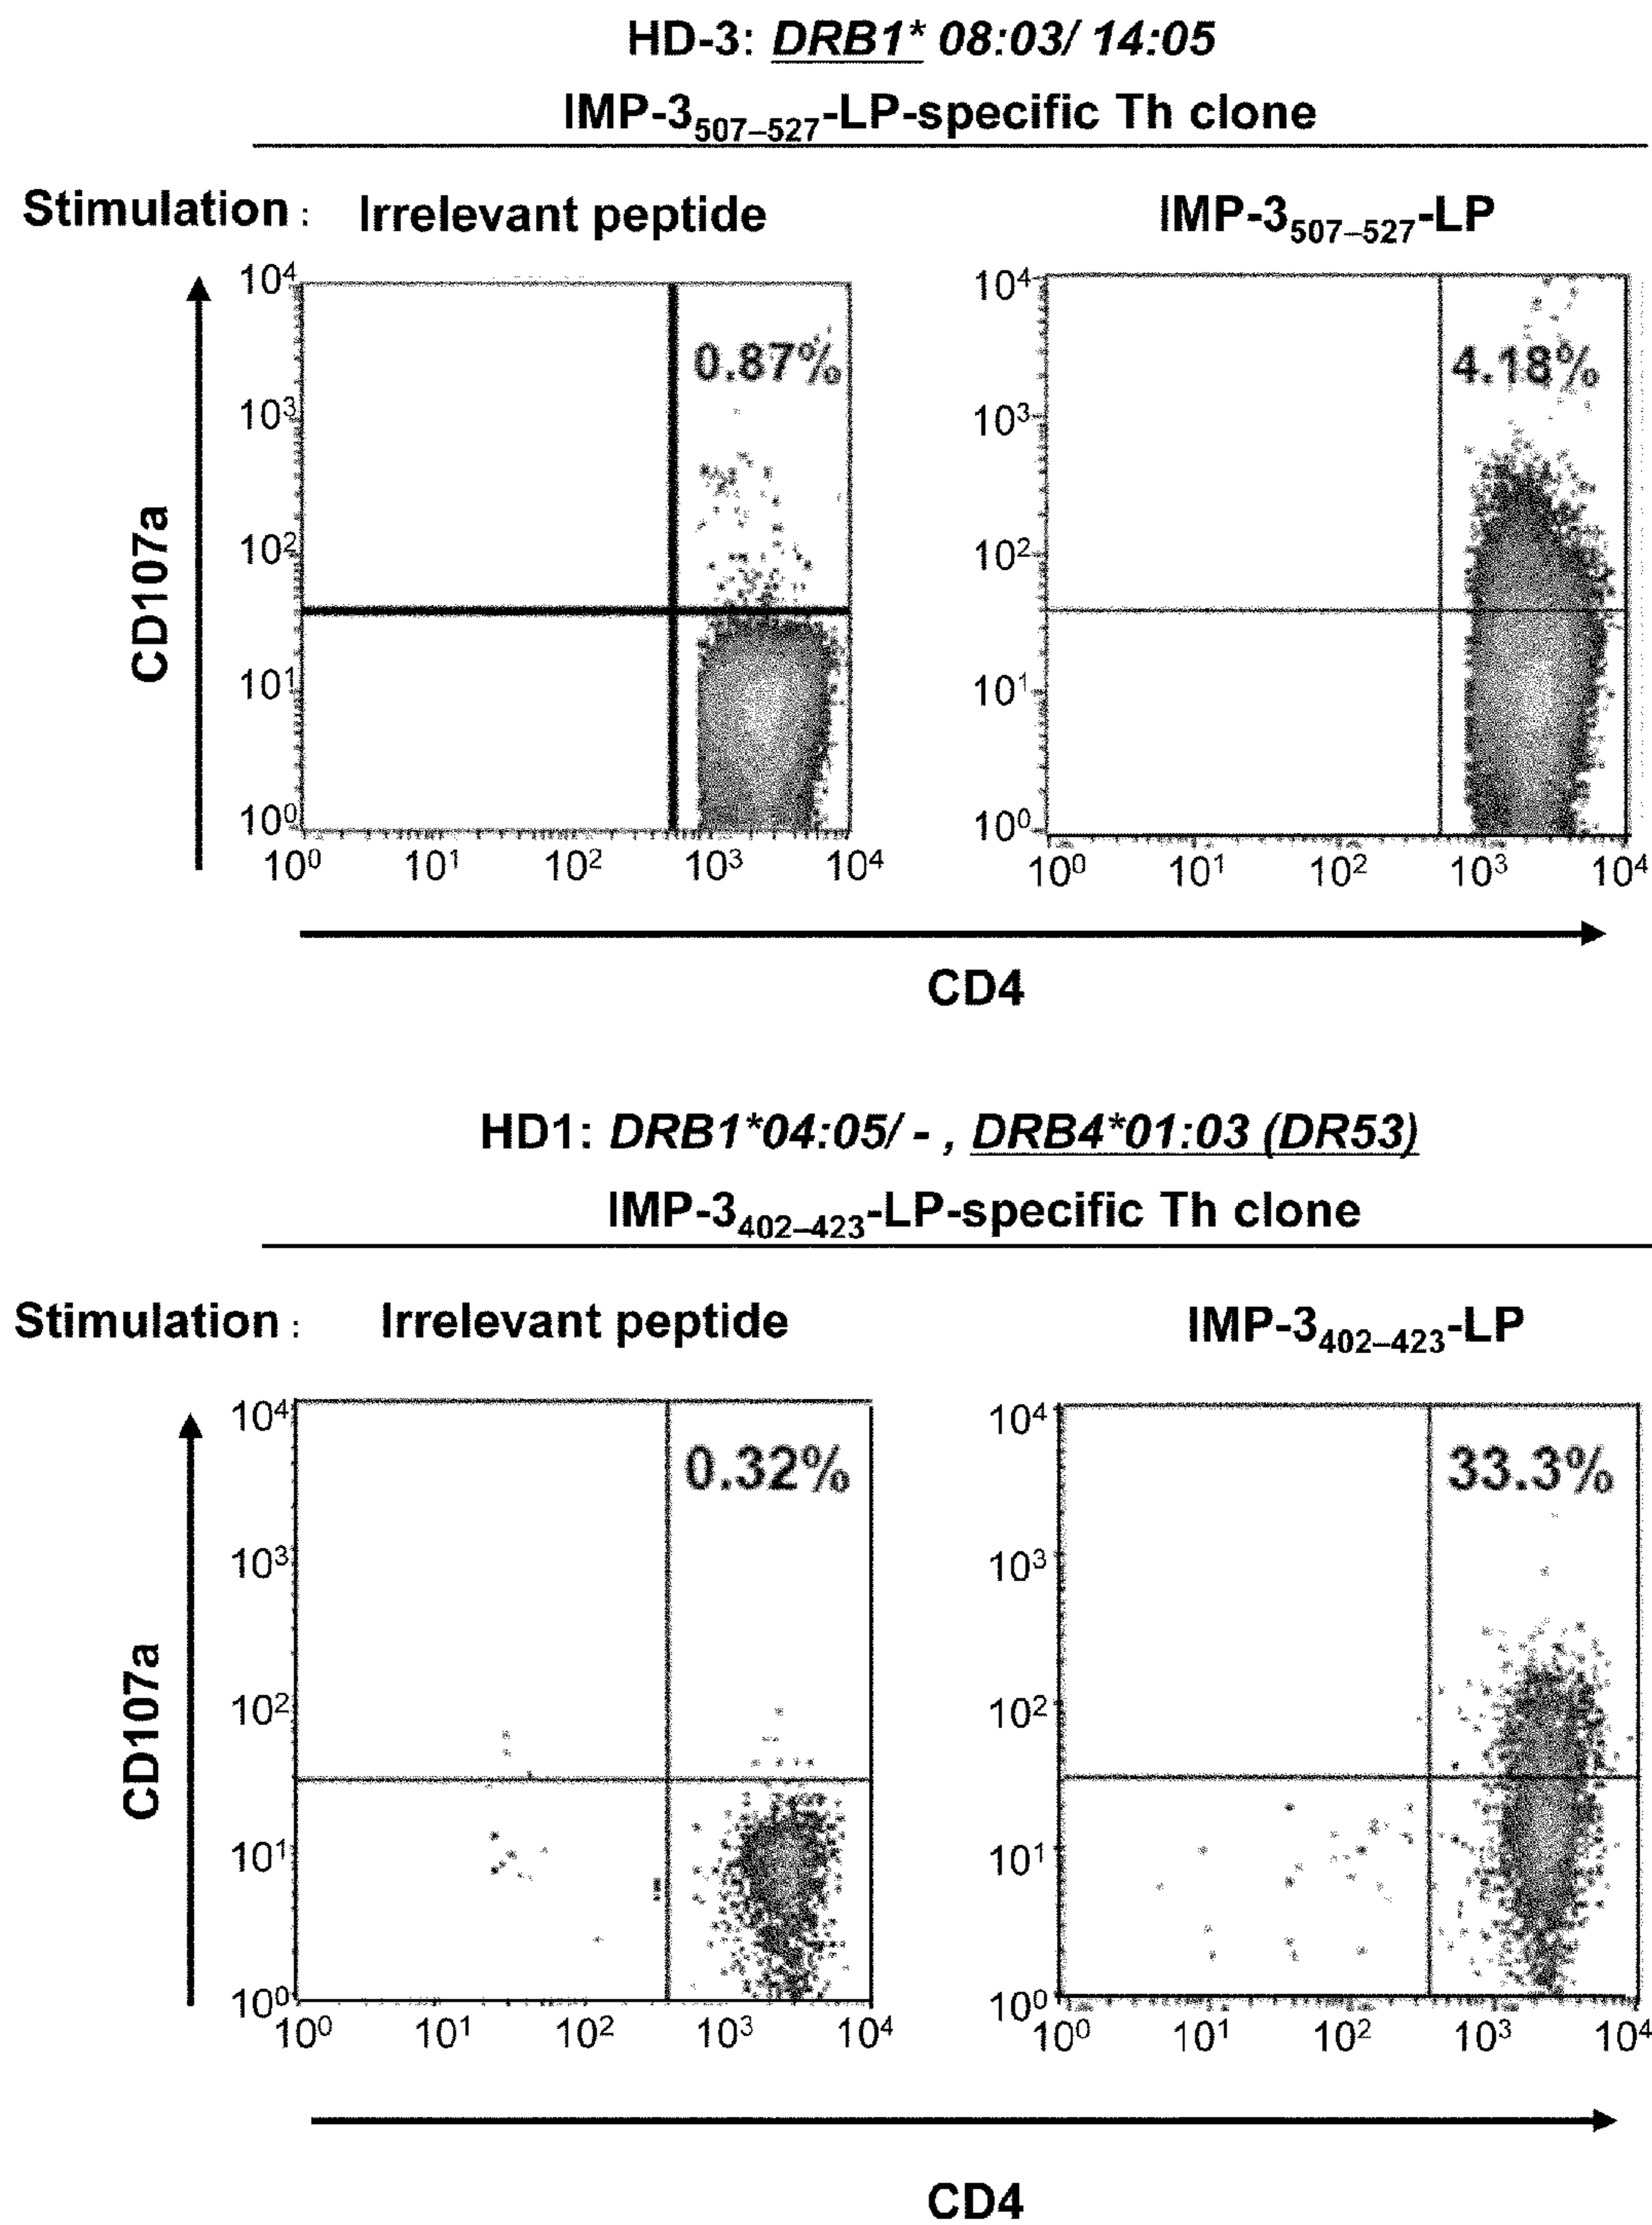 HD-3: DRB1* 08:03/ 14:05
IMP-3507–527-LP-specific Th clone
Stimulation : Irrelevant peptide IMP-3507–527-LP
10⁴ 10⁴
0.87% 4.18%
10³ 10³
CD107a
10² 10²
10¹ 10¹
10⁰ 10⁰
10⁰ 10¹ 10² 10³ 10⁴ 10⁰ 10¹ 10² 10³ 10⁴
CD4
HD1: DRB1*04:05/ - , DRB4*01:03 (DR53)
IMP-3402–423-LP-specific Th clone
Stimulation : Irrelevant peptide IMP-3402–423-LP
10⁴ 10⁴
0.32% 33.3%
10³ 10³
CD107a
10² 10²
10¹ 10¹
10⁰ 10⁰
10⁰ 10¹ 10² 10³ 10⁴ 10⁰ 10¹ 10² 10³ 10⁴
CD4